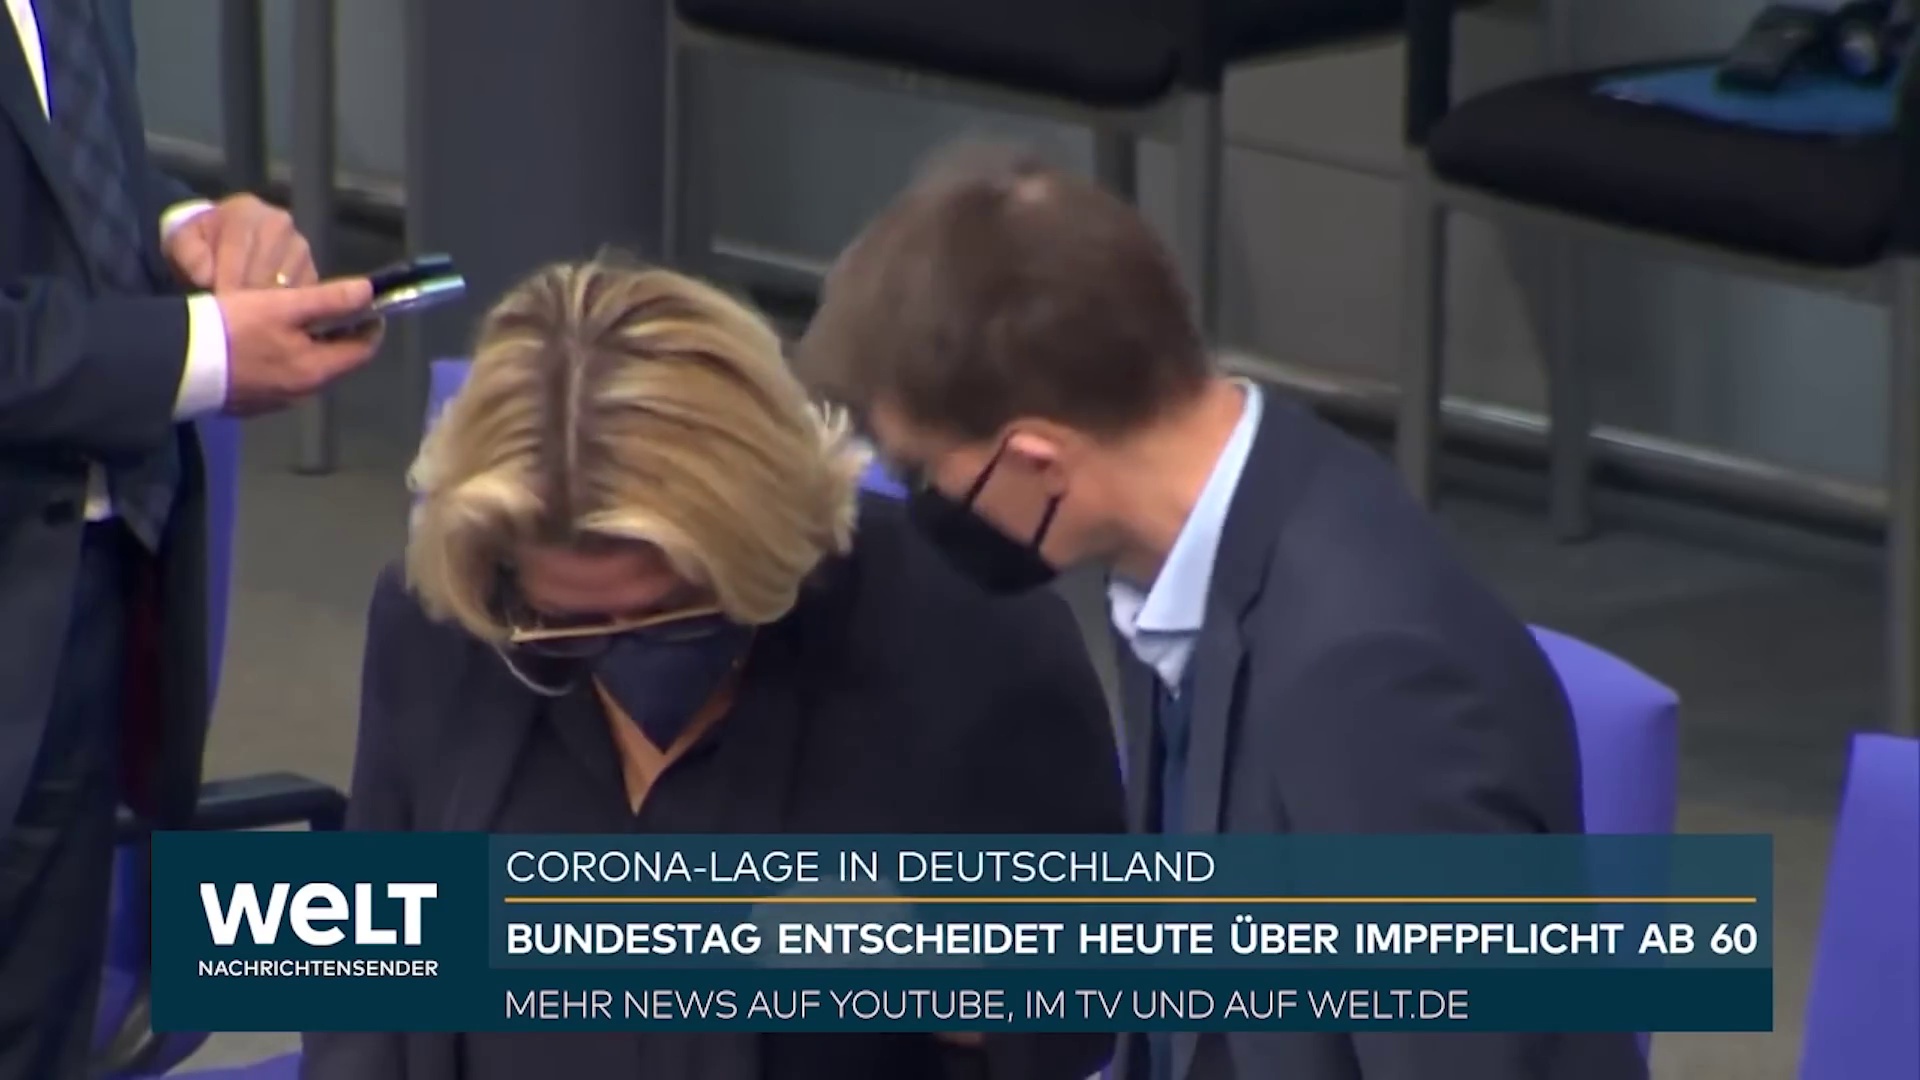 WELT
NACHRICHTENSENDER
CORONA-LAGE IN DEUTSCHLAND
BUNDESTAG ENTSCHEIDET HEUTE ÜBER IMPFPFLICHT AB 60
MEHR NEWS AUF YOUTUBE, IM TV UND AUF WELT.DE